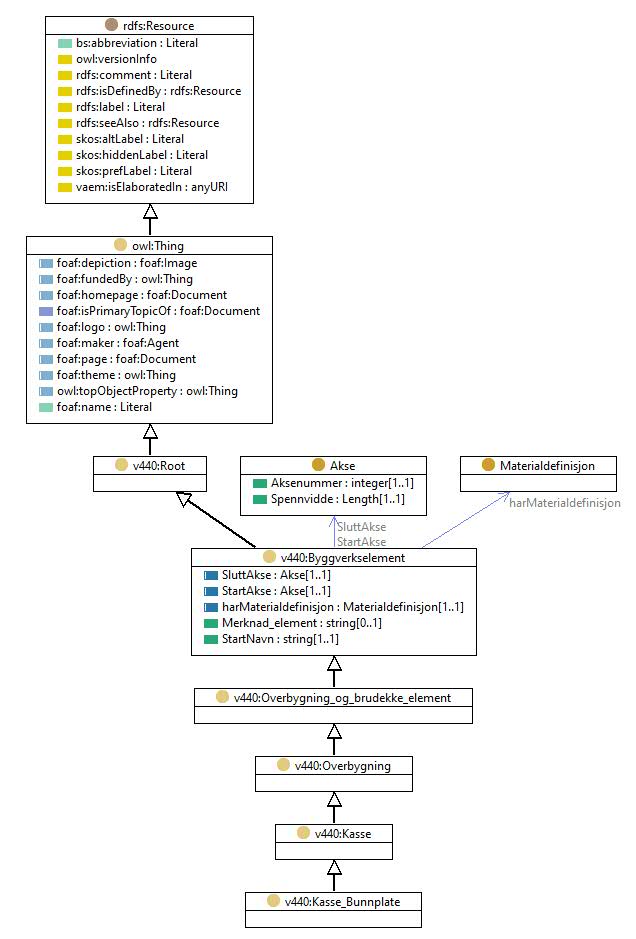 rdfs:Resource
bs:abbreviation : Literal
owl:versionInfo
rdfs:comment : Literal
rdfs:isDefinedBy : rdfs:Resource
rdfs:label : Literal
rdfs:seeAlso : rdfs:Resource
skos:altLabel : Literal
skos:hiddenLabel : Literal
skos:prefLabel : Literal
vaem:isElaboratedIn : anyURI
owl:Thing
foaf:depiction : foaf:Image
foaf:fundedBy : owl:Thing
foaf:homepage : foaf:Document
foaf:isPrimaryTopicOf : foaf:Document
foaf:logo : owl:Thing
foaf:maker : foaf:Agent
foaf:page : foaf:Document
foaf:theme : owl:Thing
owl:topObjectProperty : owl:Thing
foaf:name : Literal
v440:Root
Akse
Aksenummer : integer[1..1]
Spennvidde : Length[1..1]
Materialdefinisjon
harMaterialdefinisjon
SluttAkse
StartAkse
v440:Byggverkselement
SluttAkse : Akse[1..1]
StartAkse : Akse[1..1]
harMaterialdefinisjon : Materialdefinisjon[1..1]
Merknad_element : string[0..1]
StartNavn : string[1..1]
v440:Overbygning_og_brudekke_element
v440:Overbygning
v440:Kasse
v440:Kasse_Bunnplate